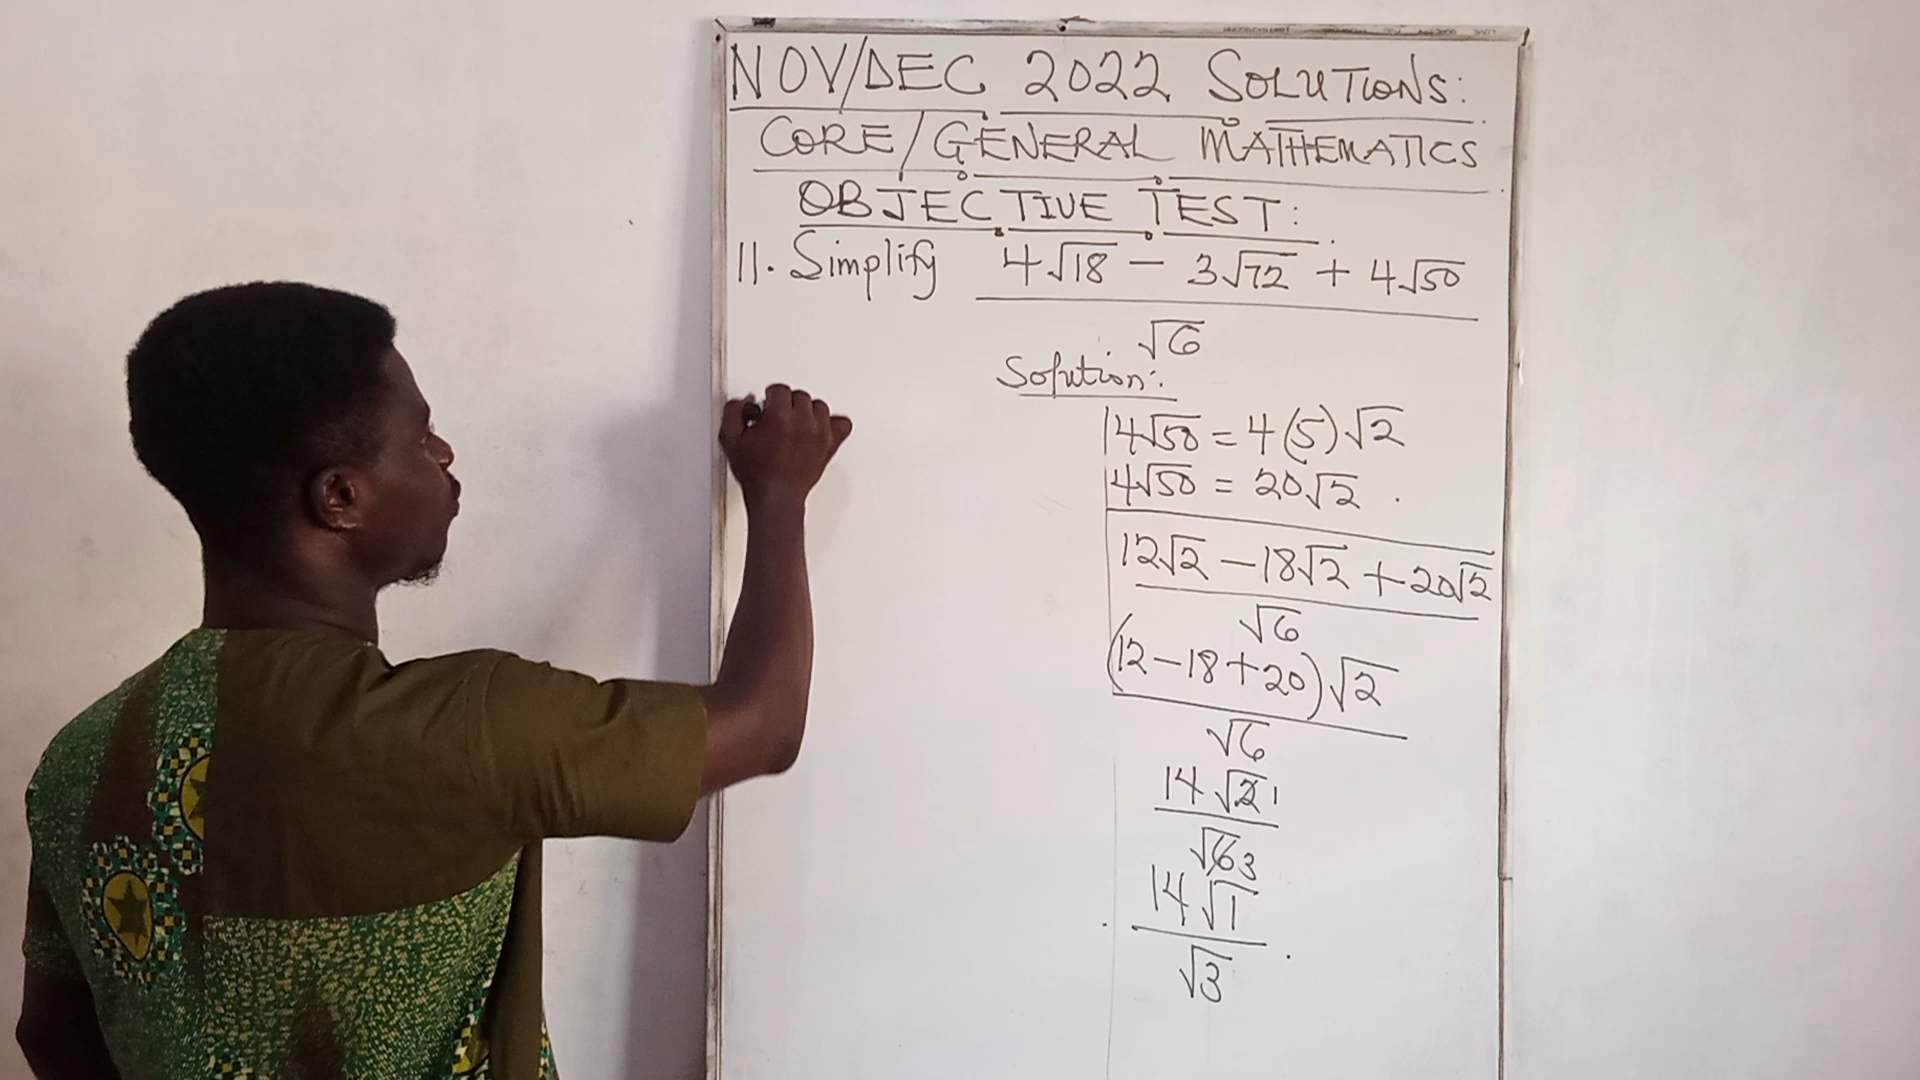 NOV/DEC 2022 SOLUTIONS:
CORE/GENERAL MATHEMATICS
OBJECTIVE TEST:
11. Simplify 4√18 − 3√72 + 4√50
√6
Solution:
4√50 = 4(5)√2
4√50 = 20√2
12√2 − 18√2 + 20√2
√6
(12 − 18 + 20)√2
√6
14√2 1
√6 3
14√1
√3